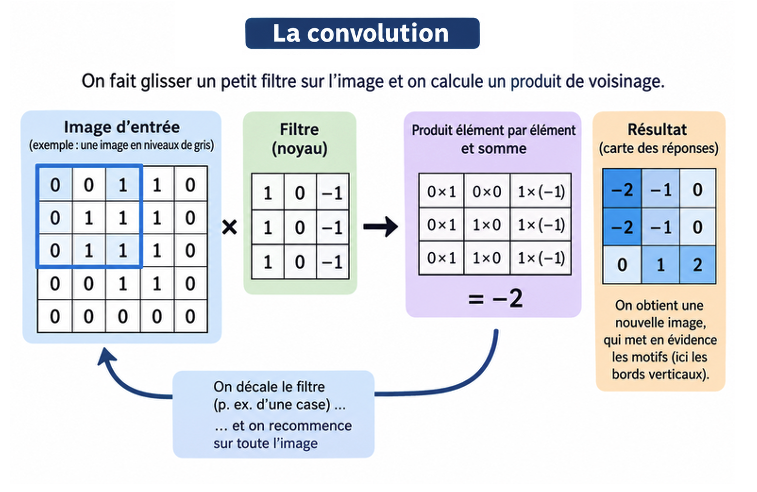 La convolution
On fait glisser un petit filtre sur l’image et on calcule un produit de voisinage.
Image d’entrée
(exemple : une image en niveaux de gris)
0 0 1 1 0
0 1 1 1 0
0 1 1 1 0
0 0 1 1 0
0 0 0 0 0
×
Filtre
(noyau)
1 0 −1
1 0 −1
1 0 −1
Produit élément par élément
et somme
0×1 0×0 1×(−1)
0×1 1×0 1×(−1)
0×1 1×0 1×(−1)
= −2
Résultat
(carte des réponses)
−2 −1 0
−2 −1 0
0 1 2
On obtient une
nouvelle image,
qui met en évidence
les motifs (ici les
bords verticaux).
On décale le filtre
(p. ex. d’une case) ...
... et on recommence
sur toute l’image